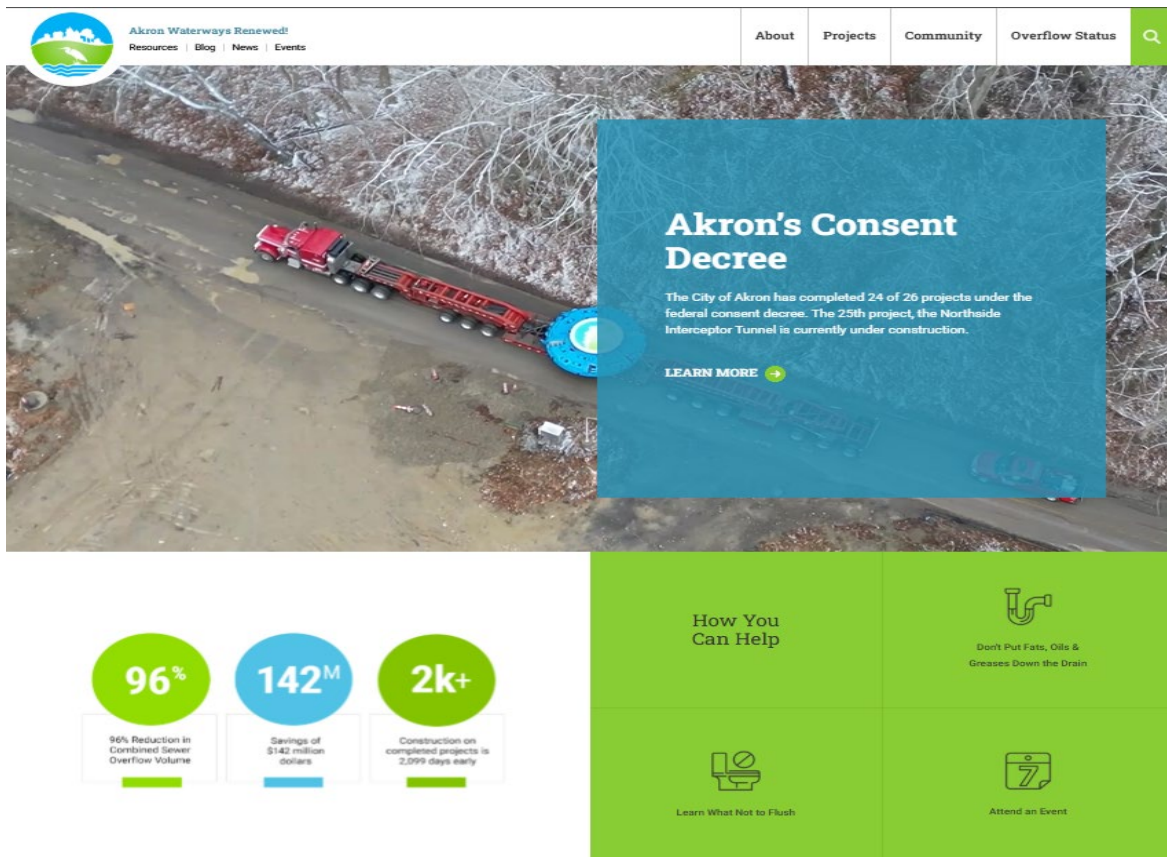 Akron Waterways Renewed!
Resources | Blog | News | Events
About
Projects
Community
Overflow Status
Akron's Consent
Decree
The City of Akron has completed 24 of 26 projects under the
federal consent decree. The 25th project, the Northside
Interceptor Tunnel is currently under construction.
LEARN MORE
96%
96% Reduction in
Combined Sewer
Overflow Volume
142M
Savings of
$142 million
dollars
2k+
Construction on
completed projects is
2,099 days early
How You
Can Help
Don't Put Fats, Oils &
Greases Down the Drain
Learn What Not to Flush
7
Attend an Event